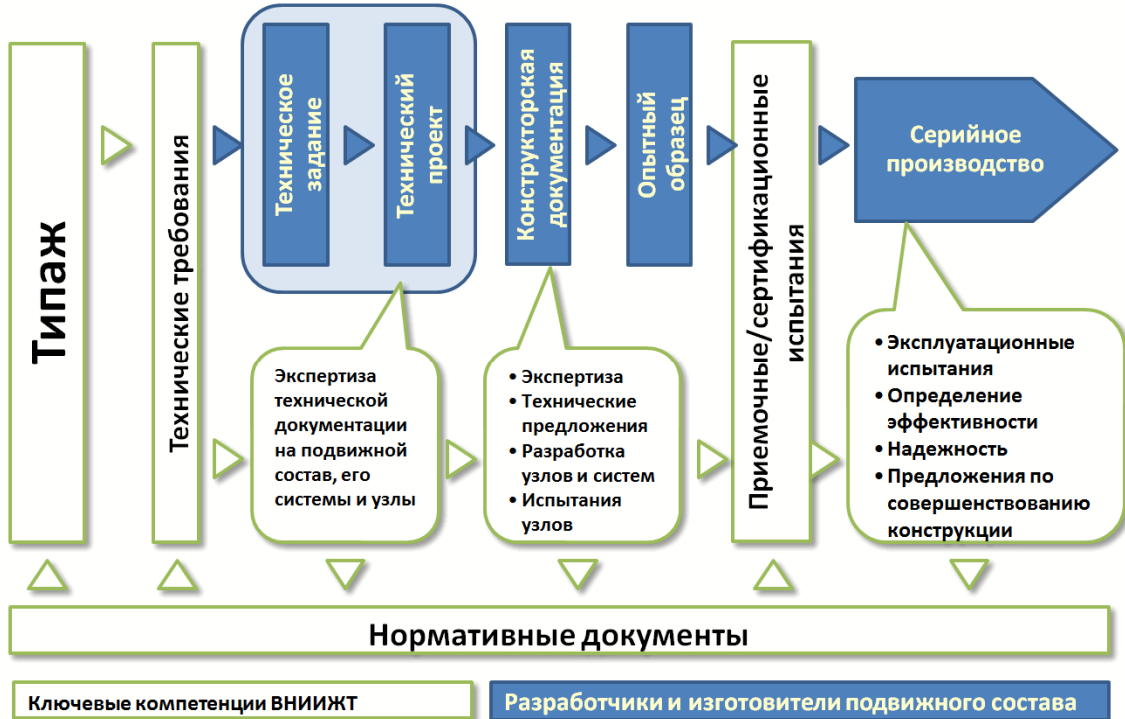 Типаж
Технические требования
Техническое
задание
Технический
проект
Конструкторская
документация
Опытный
образец
Приемочные/сертификационные
испытания
Серийное
производство
Экспертиза
технической
документации
на подвижной
состав, его
системы и узлы
• Экспертиза
• Технические
предложения
• Разработка
узлов и систем
• Испытания
узлов
• Эксплуатационные
испытания
• Определение
эффективности
• Надежность
• Предложения по
совершенствованию
конструкции
Нормативные документы
Ключевые компетенции ВНИИЖТ
Разработчики и изготовители подвижного состава